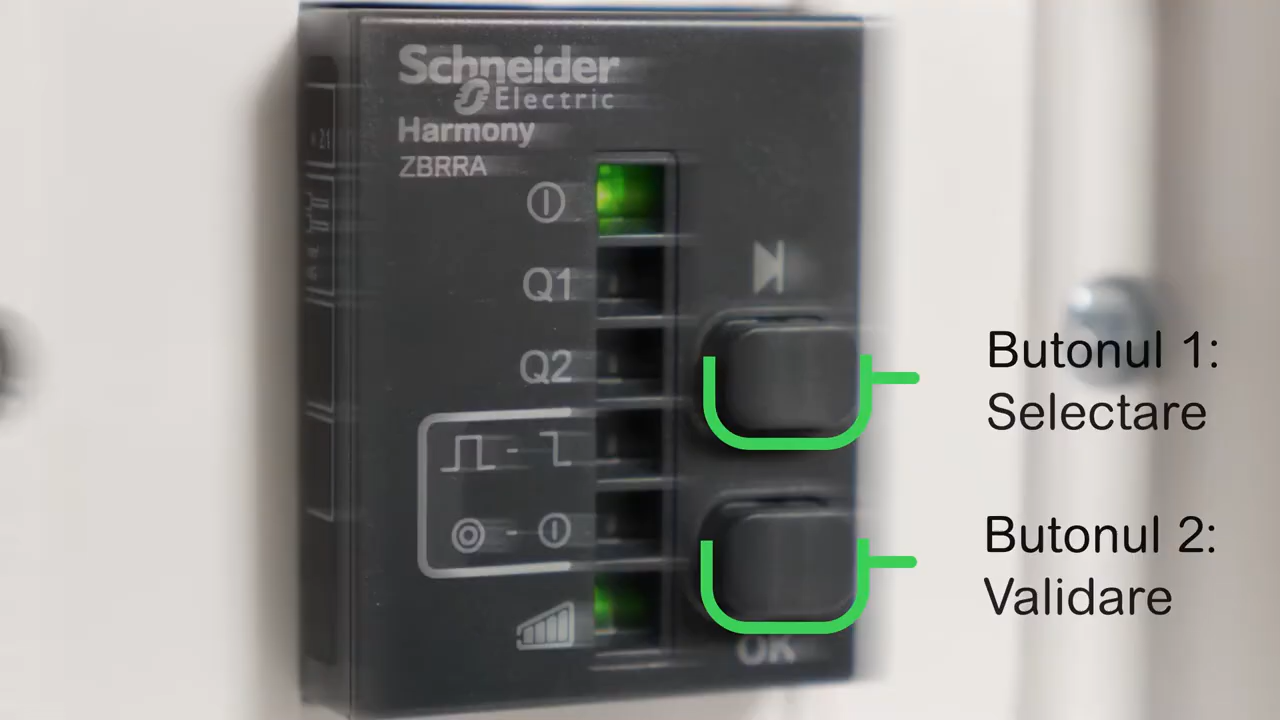 Schneider
Electric
Harmony
ZBRRA
Q1
Q2
OK
Butonul 1:
Selectare
Butonul 2:
Validare